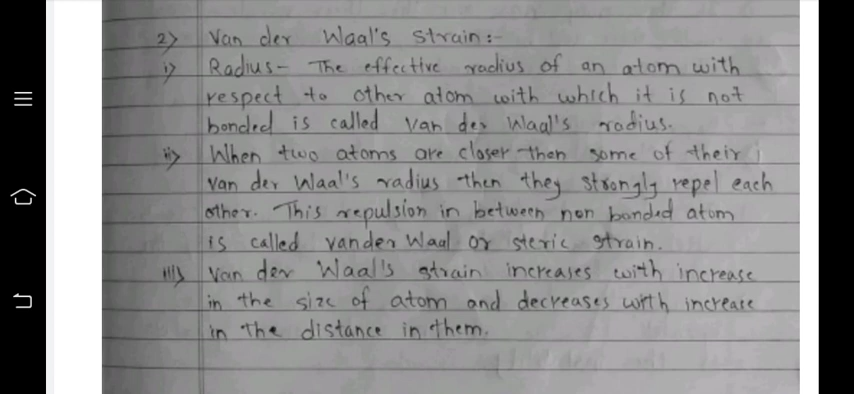 2> Van der Waal's strain:-
i> Radius- The effective radius of an atom with
respect to other atom with which it is not
bonded is called Van der Waal's radius.
ii> When two atoms are closer then some of their
Van der Waal's radius then they strongly repel each
other. This repulsion in between non bonded atom
is called vander Waal or steric strain.
iii> Van der Waal's strain increases with increase
in the size of atom and decreases with increase
in the distance in them.